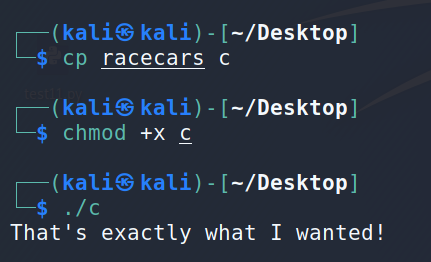 ┌──(kali㉿kali)-[~/Desktop]
└─$ cp racecars c
┌──(kali㉿kali)-[~/Desktop]
└─$ chmod +x c
┌──(kali㉿kali)-[~/Desktop]
└─$ ./c
That's exactly what I wanted!